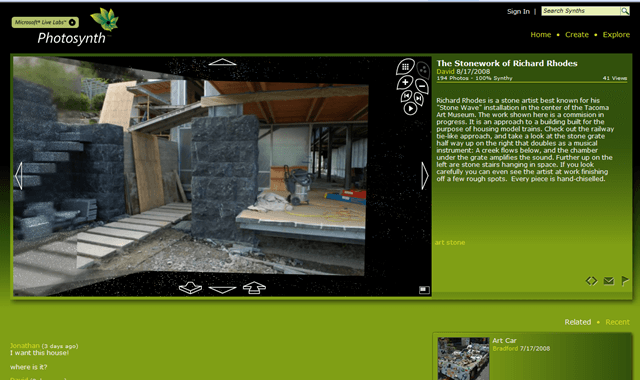 Sign In |
Search Synths
Microsoft® Live Labs™
Photosynth™
Home • Create • Explore
The Stonework of Richard Rhodes
David 8/17/2008
194 Photos - 100% Synthy
41 Views
Richard Rhodes is a stone artist best known for his
"Stone Wave" installation in the center of the Tacoma
Art Museum. The work shown here is a commision in
progress. It is an approach to a building built for the
purpose of housing model trains. Check out the railway
tie-like approach, and take a look at the stone grate
half way up on the right that doubles as a musical
instrument: A creek flows below, and the chamber
under the grate amplifies the sound. Further up on the
left are stone stairs hanging in space. If you look
carefully you can even see the artist at work finishing
off a few rough spots. Every piece is hand-chiselled.
art stone
Related • Recent
Jonathan (3 days ago)
I want this house!
where is it?
Art Car
Bradford 7/17/2008